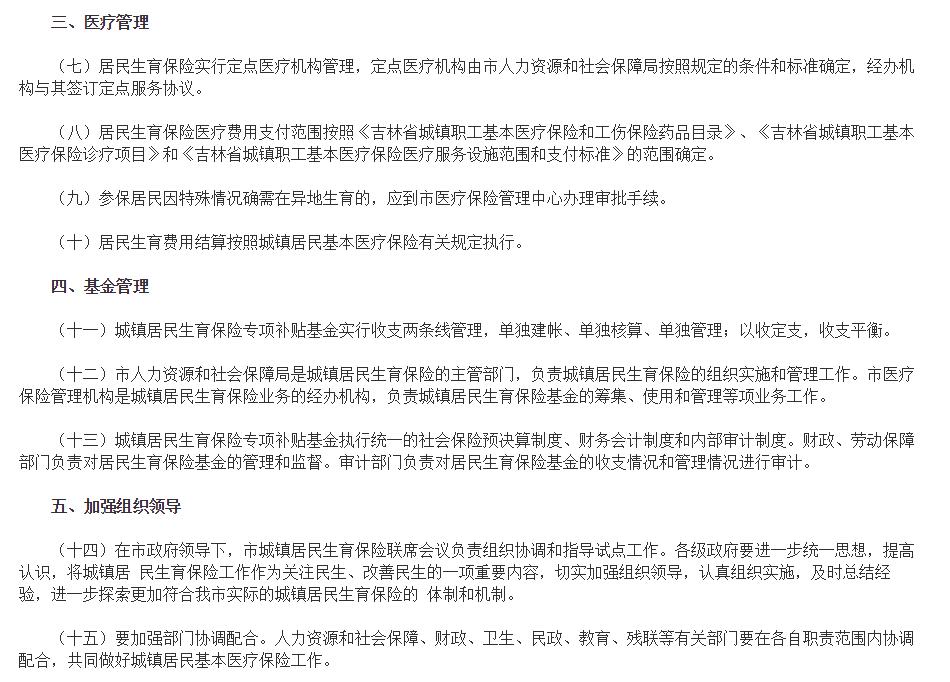 三、医疗管理
（七）居民生育保险实行定点医疗机构管理，定点医疗机构由市人力资源和社会保障局按照规定的条件和标准确定，经办机
构与其签订定点服务协议。
（八）居民生育保险医疗费用支付范围按照《吉林省城镇职工基本医疗保险和工伤保险药品目录》、《吉林省城镇职工基本
医疗保险诊疗项目》和《吉林省城镇职工基本医疗保险医疗服务设施范围和支付标准》的范围确定。
（九）参保居民因特殊情况确需在异地生育的，应到市医疗保险管理中心办理审批手续。
（十）居民生育费用结算按照城镇居民基本医疗保险有关规定执行。
四、基金管理
（十一）城镇居民生育保险专项补贴基金实行收支两条线管理，单独建帐、单独核算、单独管理；以收定支，收支平衡。
（十二）市人力资源和社会保障局是城镇居民生育保险的主管部门，负责城镇居民生育保险的组织实施和管理工作。市医疗
保险管理机构是城镇居民生育保险业务的经办机构，负责城镇居民生育保险基金的筹集、使用和管理等项业务工作。
（十三）城镇居民生育保险专项补贴基金执行统一的社会保险预决算制度、财务会计制度和内部审计制度。财政、劳动保障
部门负责对居民生育保险基金的管理和监督。审计部门负责对居民生育保险基金的收支情况和管理情况进行审计。
五、加强组织领导
（十四）在市政府领导下，市城镇居民生育保险联席会议负责组织协调和指导试点工作。各级政府要进一步统一思想，提高
认识，将城镇居 民生育保险工作作为关注民生、改善民生的一项重要内容，切实加强组织领导，认真组织实施，及时总结经
验，进一步探索更加符合我市实际的城镇居民生育保险的 体制和机制。
（十五）要加强部门协调配合。人力资源和社会保障、财政、卫生、民政、教育、残联等有关部门要在各自职责范围内协调
配合，共同做好城镇居民基本医疗保险工作。